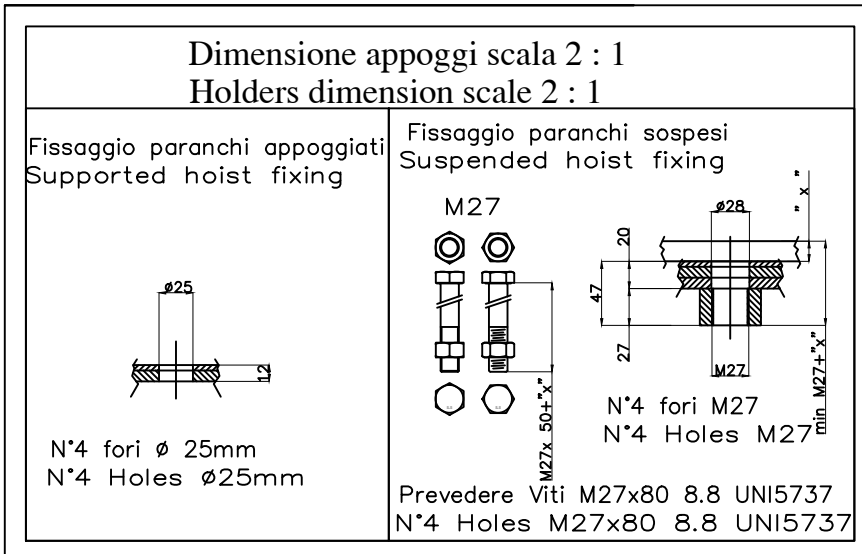 Dimensione appoggi scala 2 : 1
Holders dimension scale 2 : 1
Fissaggio paranchi appoggiati
Supported hoist fixing
ø25
12
N°4 fori ø 25mm
N°4 Holes ø25mm
Fissaggio paranchi sospesi
Suspended hoist fixing
M27
M27x 50+"x"
ø28
" x "
20
47
27
M27
min M27+"x"
N°4 fori M27
N°4 Holes M27
Prevedere Viti M27x80 8.8 UNI5737
N°4 Holes M27x80 8.8 UNI5737